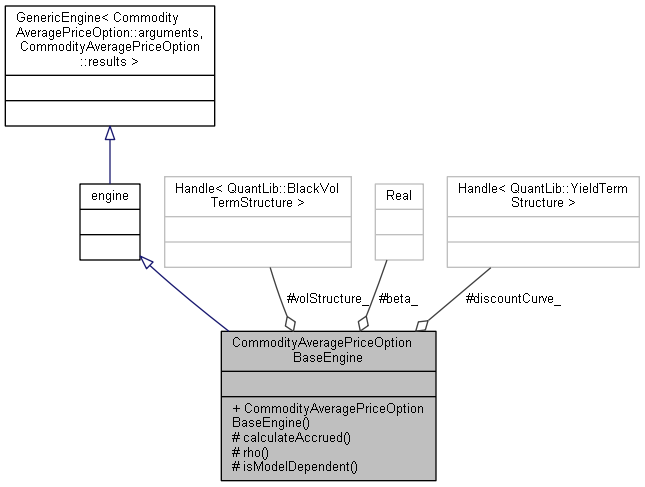 GenericEngine< Commodity
AveragePriceOption::arguments,
CommodityAveragePriceOption
::results >
engine
Handle< QuantLib::BlackVol
TermStructure >
Real
Handle< QuantLib::YieldTerm
Structure >
#volStructure_
#beta_
#discountCurve_
CommodityAveragePriceOption
BaseEngine
+ CommodityAveragePriceOption
BaseEngine()
# calculateAccrued()
# rho()
# isModelDependent()